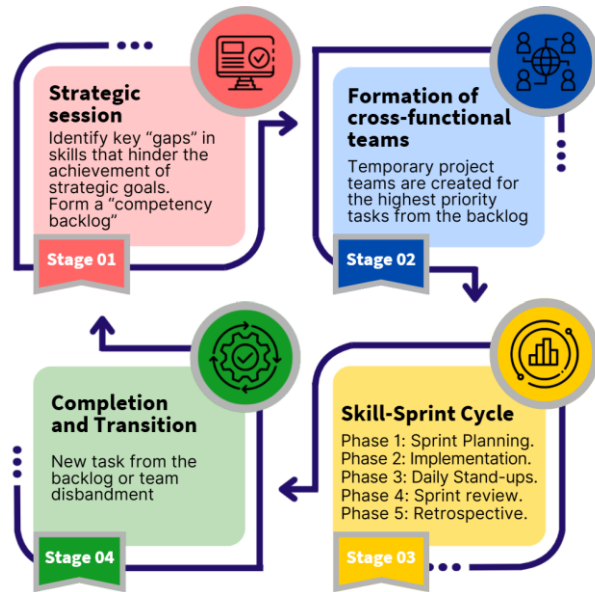 Strategic
session
Identify key “gaps” in
skills that hinder the
achievement of
strategic goals.
Form a “competency
backlog”
Stage 01
Formation of
cross-functional
teams
Temporary project
teams are created for
the highest priority
tasks from the backlog
Stage 02
Skill-Sprint Cycle
Phase 1: Sprint Planning.
Phase 2: Implementation.
Phase 3: Daily Stand-ups.
Phase 4: Sprint review.
Phase 5: Retrospective.
Stage 03
Completion
and Transition
New task from the
backlog or team
disbandment
Stage 04